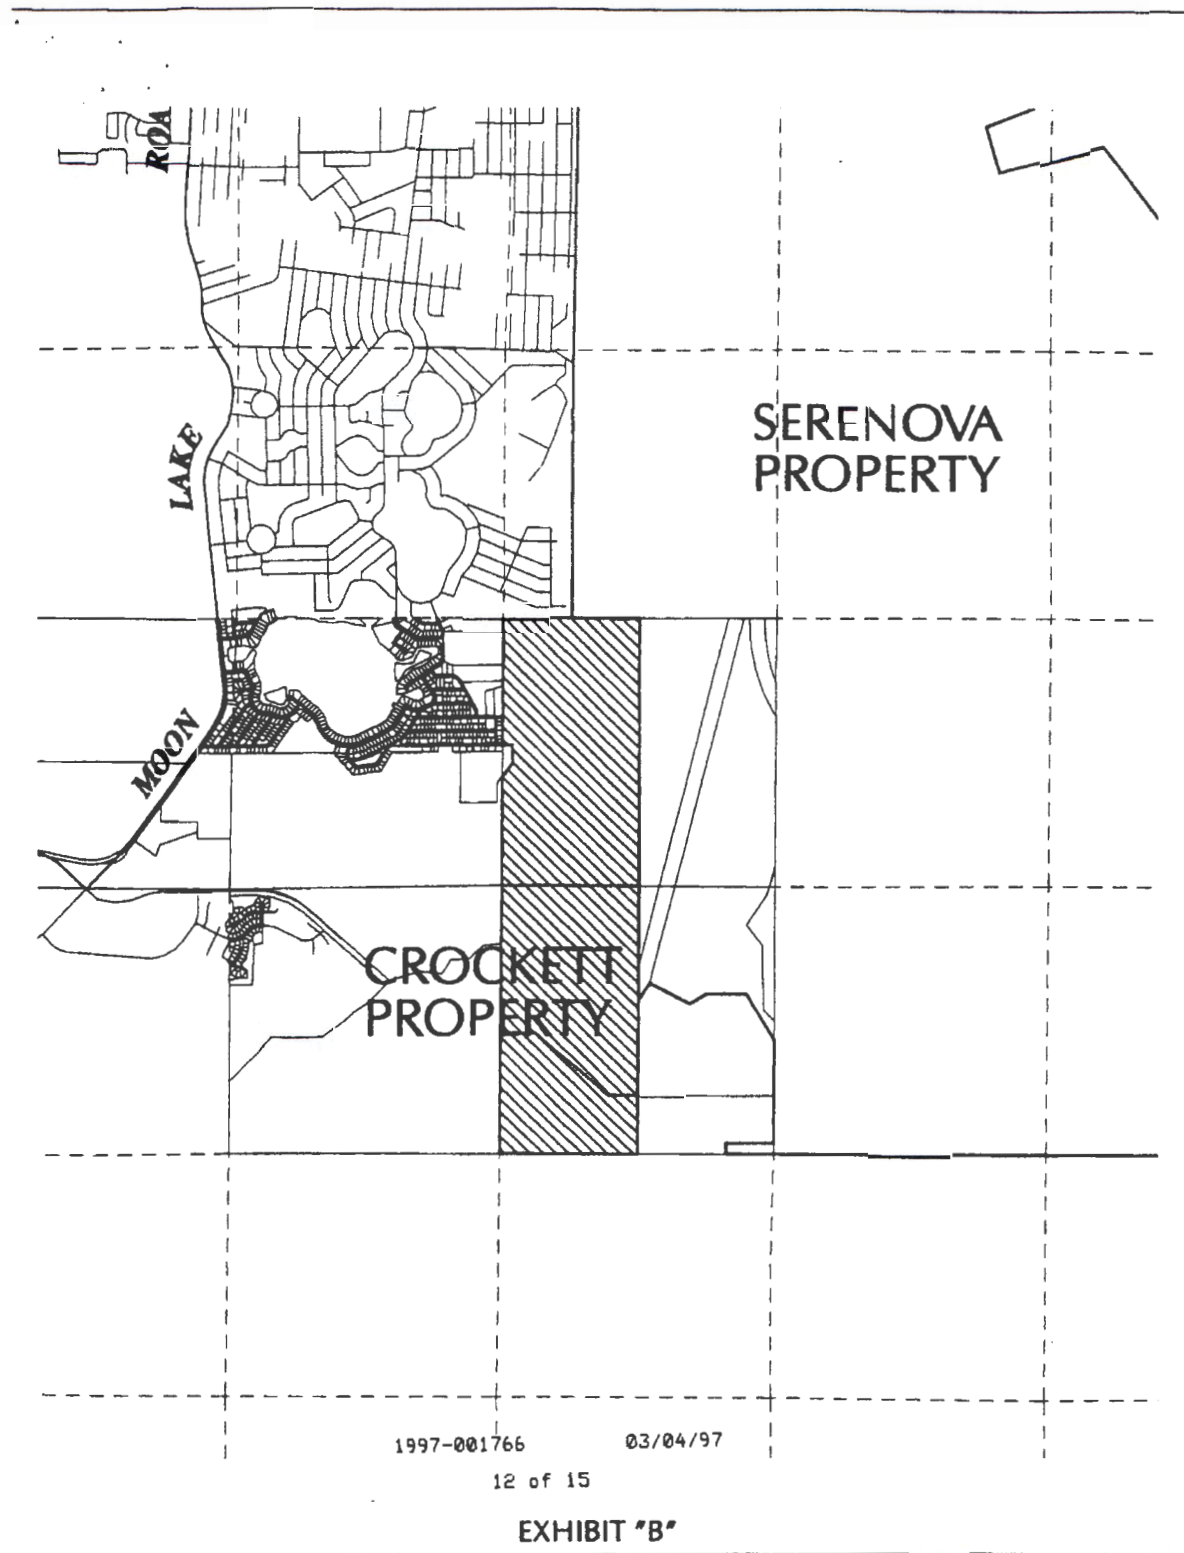 ROA
LAKE
MOON
SERENOVA
PROPERTY
CROCKETT
PROPERTY
1997-001766 03/04/97
12 of 15
EXHIBIT "B"